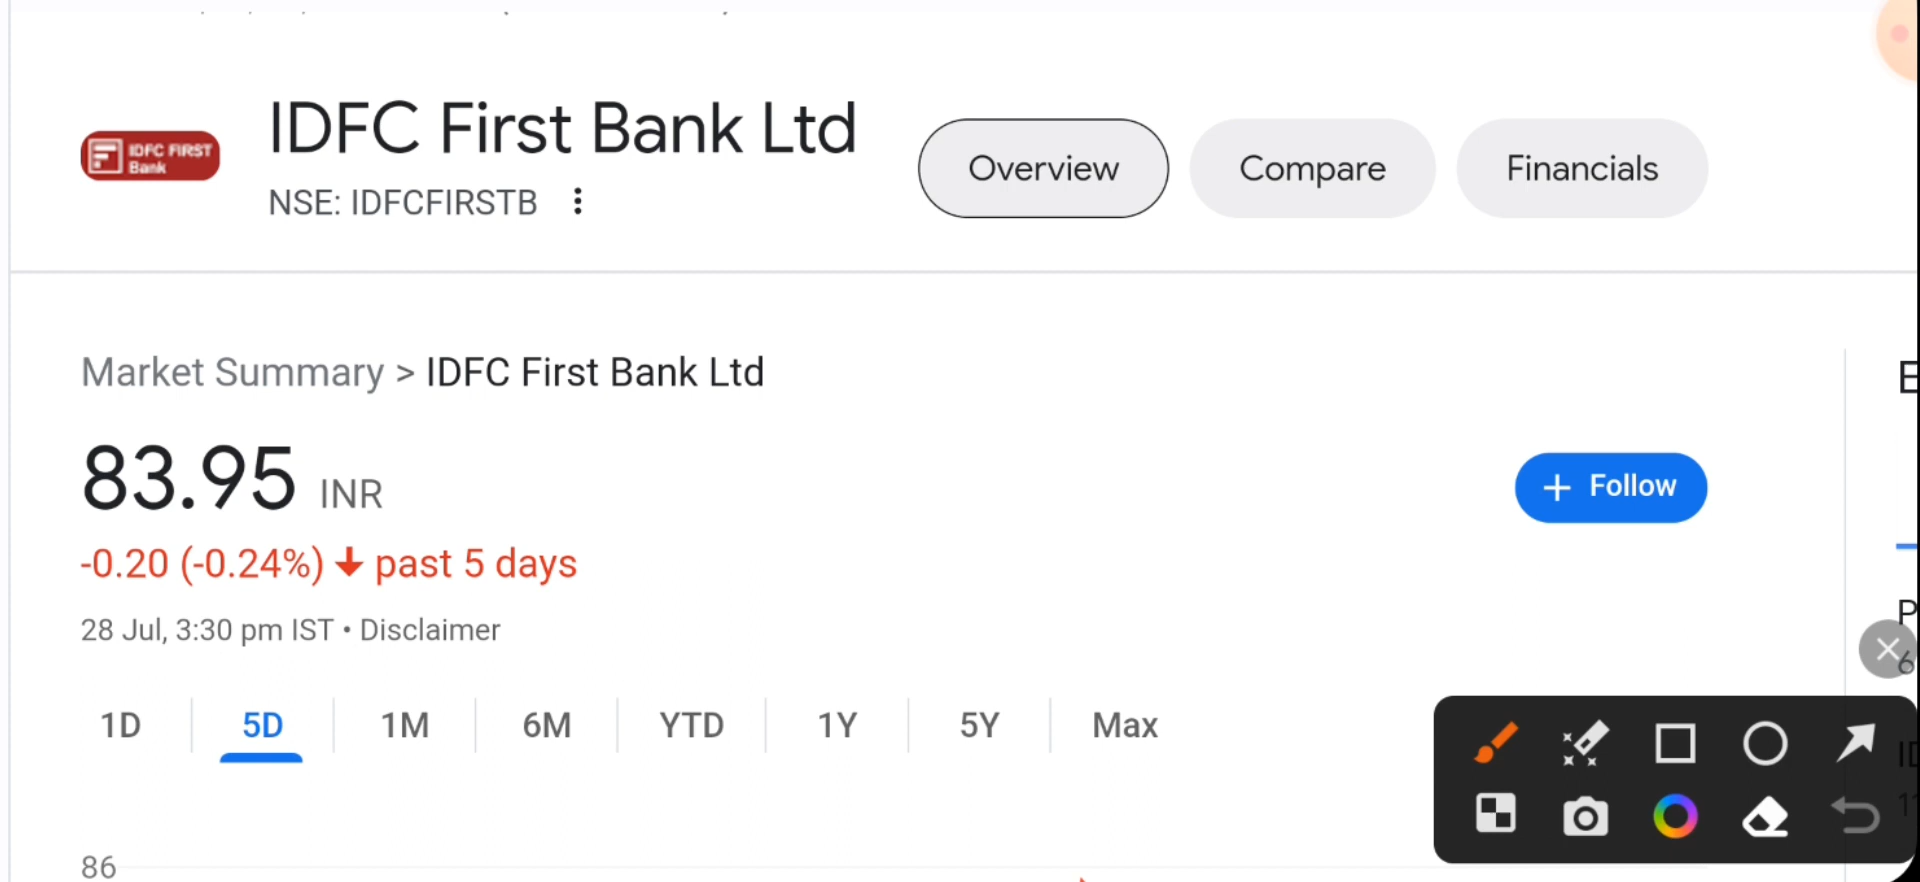 IDFC FIRST
Bank
IDFC First Bank Ltd
NSE: IDFCFIRSTB
Overview
Compare
Financials
Market Summary > IDFC First Bank Ltd
83.95 INR
+ Follow
-0.20 (-0.24%) ↓ past 5 days
28 Jul, 3:30 pm IST • Disclaimer
1D
5D
1M
6M
YTD
1Y
5Y
Max
86